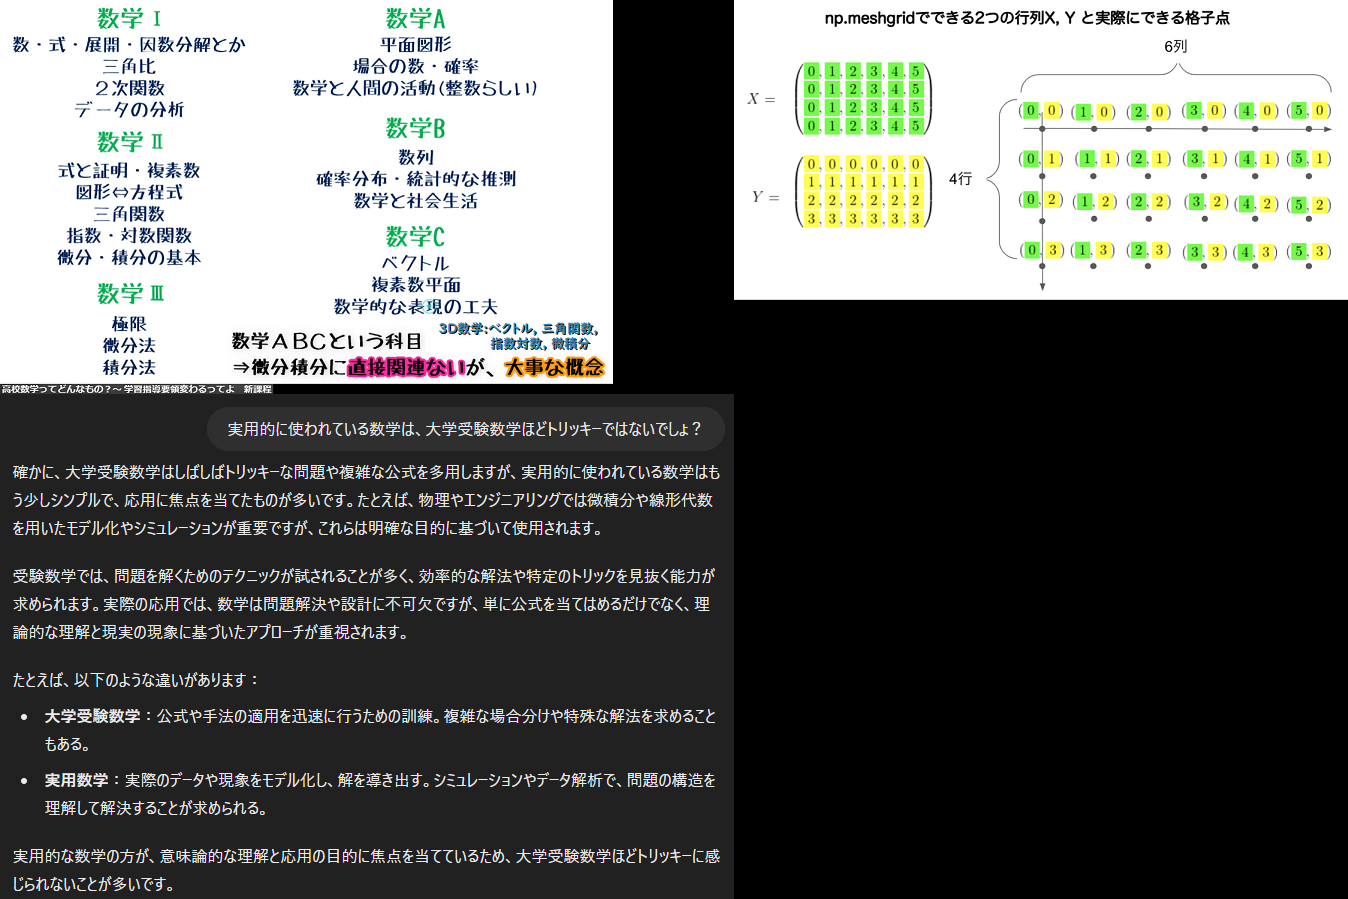 数学Ⅰ
数・式・展開・因数分解とか
三角比
2次関数
データの分析
数学Ⅱ
式と証明・複素数
図形⇔方程式
三角関数
指数・対数関数
微分・積分の基本
数学Ⅲ
極限
微分法
積分法
数学A
平面図形
場合の数・確率
数学と人間の活動(整数らしい)
数学B
数列
確率分布・統計的な推測
数学と社会生活
数学C
ベクトル
複素数平面
数学的な表現の工夫
3D数学:ベクトル, 三角関数,
指数対数, 微積分
数学ABCという科目
⇒微分積分に直接関連ないが、大事な概念
高校数学ってどんなもの?～学習指導要領変わるってよ 新課程
np.meshgridでできる2つの行列X, Y と実際にできる格子点
6列
X =
0, 1, 2, 3, 4, 5
0, 1, 2, 3, 4, 5
0, 1, 2, 3, 4, 5
0, 1, 2, 3, 4, 5
Y =
0, 0, 0, 0, 0, 0
1, 1, 1, 1, 1, 1
2, 2, 2, 2, 2, 2
3, 3, 3, 3, 3, 3
4行
(0, 0) (1, 0) (2, 0) (3, 0) (4, 0) (5, 0)
(0, 1) (1, 1) (2, 1) (3, 1) (4, 1) (5, 1)
(0, 2) (1, 2) (2, 2) (3, 2) (4, 2) (5, 2)
(0, 3) (1, 3) (2, 3) (3, 3) (4, 3) (5, 3)
実用的に使われている数学は、大学受験数学ほどトリッキーではないでしょ？
確かに、大学受験数学はしばしばトリッキーな問題や複雑な公式を多用しますが、実用的に使われている数学はも
う少しシンプルで、応用に焦点を当てたものが多いです。たとえば、物理やエンジニアリングでは微積分や線形代数
を用いたモデル化やシミュレーションが重要ですが、これらは明確な目的に基づいて使用されます。
受験数学では、問題を解くためのテクニックが試されることが多く、効率的な解法や特定のトリックを見抜く能力が
求められます。実際の応用では、数学は問題解決や設計に不可欠ですが、単に公式を当てはめるだけでなく、理
論的な理解と現実の現象に基づいたアプローチが重視されます。
たとえば、以下のような違いがあります：
• 大学受験数学：公式や手法の適用を迅速に行うための訓練。複雑な場合分けや特殊な解法を求めること
もある。
• 実用数学：実際のデータや現象をモデル化し、解を導き出す。シミュレーションやデータ解析で、問題の構造を
理解して解決することが求められる。
実用的な数学の方が、意味論的な理解と応用の目的に焦点を当てているため、大学受験数学ほどトリッキーに感
じられないことが多いです。